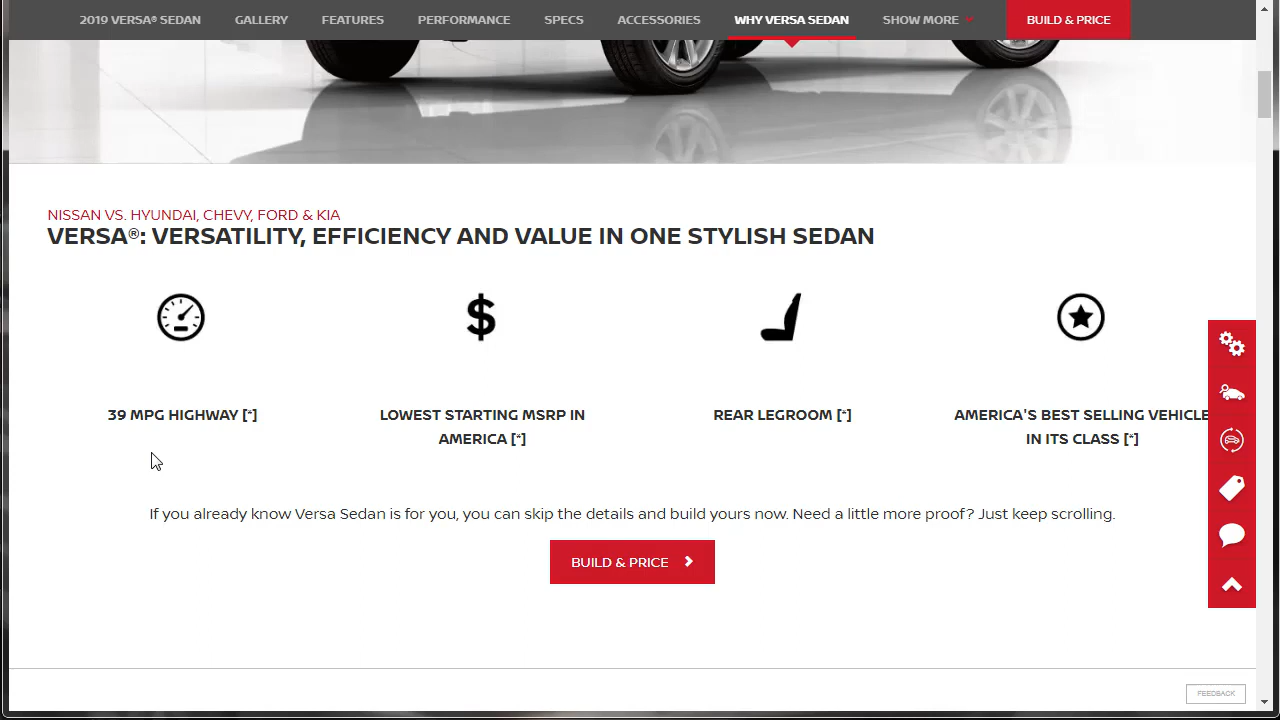 2019 VERSA® SEDAN
GALLERY
FEATURES
PERFORMANCE
SPECS
ACCESSORIES
WHY VERSA SEDAN
SHOW MORE
BUILD & PRICE
NISSAN VS. HYUNDAI, CHEVY, FORD & KIA
VERSA®: VERSATILITY, EFFICIENCY AND VALUE IN ONE STYLISH SEDAN
$
39 MPG HIGHWAY [*]
LOWEST STARTING MSRP IN
AMERICA [*]
REAR LEGROOM [*]
AMERICA'S BEST SELLING VEHICLE
IN ITS CLASS [*]
If you already know Versa Sedan is for you, you can skip the details and build yours now. Need a little more proof? Just keep scrolling.
BUILD & PRICE
FEEDBACK